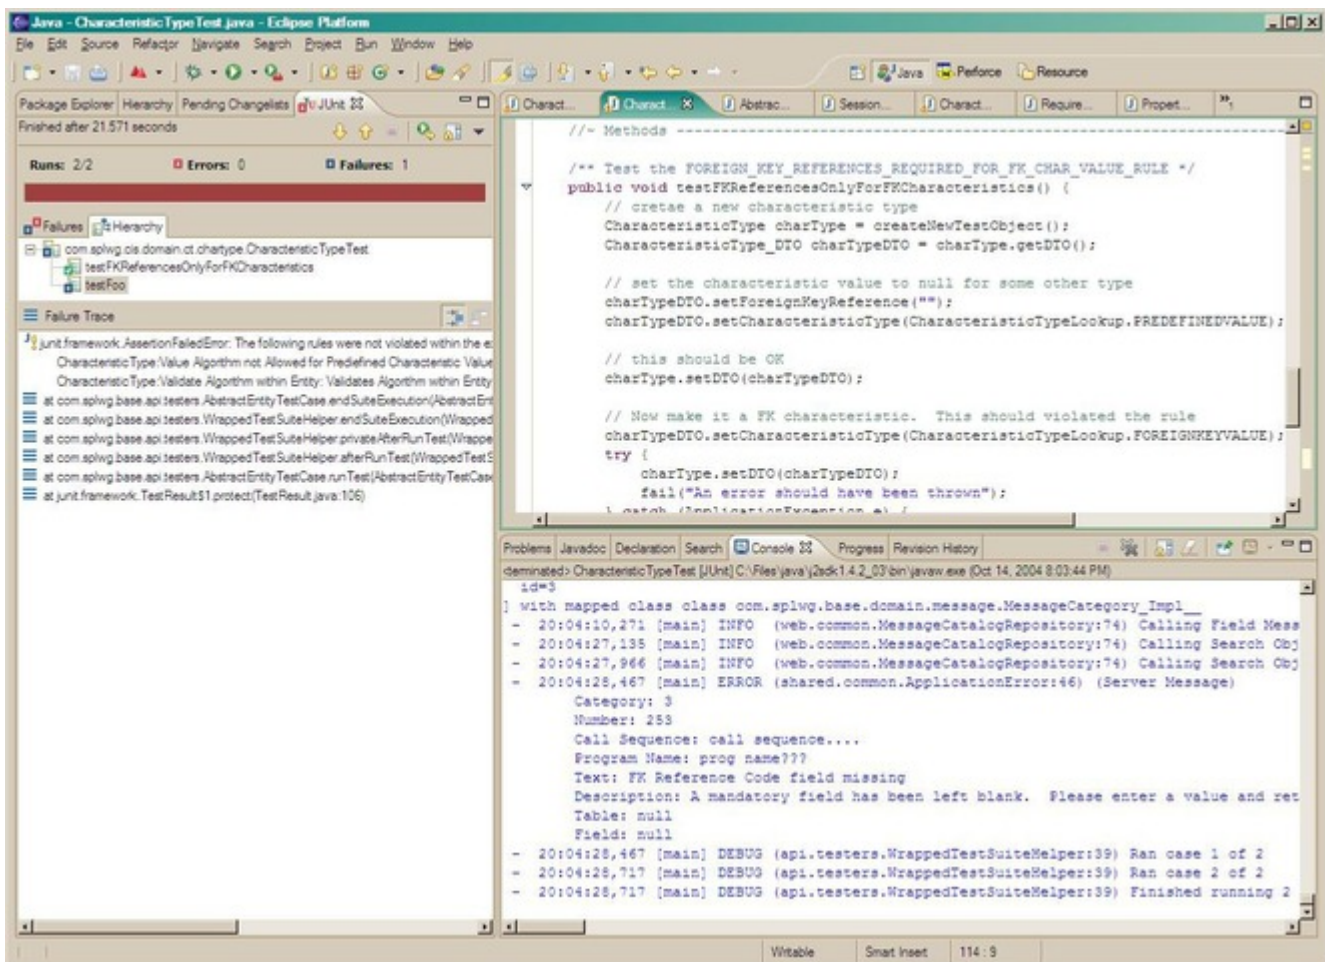 Java - CharacteristicTypeTest.java - Eclipse Platform
File Edit Source Refactor Navigate Search Project Run Window Help
Java Perforce Resource
Package Explorer Hierarchy Pending Changelists JUnit
Finished after 21.571 seconds
Runs: 2/2 Errors: 0 Failures: 1
Failures Hierarchy
com.splwg.cis.domain.ct.chartype.CharacteristicTypeTest
testFKReferencesOnlyForFKCharacteristics
testFoo
Failure Trace
junit.framework.AssertionFailedError: The following rules were not violated within the e
CharacteristicType:Value Algorithm not Allowed for Predefined Characteristic Value
CharacteristicType:Validate Algorithm within Entity: Validates Algorithm within Entity
at com.splwg.base.api.testers.AbstractEntityTestCase.endSuiteExecution(AbstractEnt
at com.splwg.base.api.testers.WrappedTestSuiteHelper.endSuiteExecution(Wrapped
at com.splwg.base.api.testers.WrappedTestSuiteHelper.privateAfterRunTest(Wrappe
at com.splwg.base.api.testers.WrappedTestSuiteHelper.afterRunTest(WrappedTestS
at com.splwg.base.api.testers.AbstractEntityTestCase.runTest(AbstractEntityTestCase
at junit.framework.TestResult$1.protect(TestResult.java:106)
Charact... Charact... Abstrac... Session... Charact... Require... Propert... 1
//- Methods ----------------------------------------------------------------------
/** Test the FOREIGN_KEY_REFERENCES_REQUIRED_FOR_FK_CHAR_VALUE_RULE */
public void testFKReferencesOnlyForFKCharacteristics() {
// cretae a new characteristic type
CharacteristicType charType = createNewTestObject();
CharacteristicType_DTO charTypeDTO = charType.getDTO();
// set the characteristic value to null for some other type
charTypeDTO.setForeignKeyReference("");
charTypeDTO.setCharacteristicType(CharacteristicTypeLookup.PREDEFINEDVALUE);
// this should be OK
charType.setDTO(charTypeDTO);
// Now make it a FK characteristic. This should violated the rule
charTypeDTO.setCharacteristicType(CharacteristicTypeLookup.FOREIGNKEYVALUE);
try {
charType.setDTO(charTypeDTO);
fail("An error should have been thrown");
} catch (ApplicationException e) {
Problems Javadoc Declaration Search Console Progress Revision History
<terminated> CharacteristicTypeTest [JUnit] C:\Files\java\j2sdk1.4.2_03\bin\javaw.exe (Oct 14, 2004 8:03:44 PM)
id=3
] with mapped class class com.splwg.base.domain.message.MessageCategory_Impl__
- 20:04:10,271 [main] INFO (web.common.MessageCatalogRepository:74) Calling Field Mess
- 20:04:27,135 [main] INFO (web.common.MessageCatalogRepository:74) Calling Search Obj
- 20:04:27,966 [main] INFO (web.common.MessageCatalogRepository:74) Calling Search Obj
- 20:04:28,467 [main] ERROR (shared.common.ApplicationError:46) (Server Message)
Category: 3
Number: 253
Call Sequence: call sequence....
Program Name: prog name???
Text: FK Reference Code field missing
Description: A mandatory field has been left blank. Please enter a value and ret
Table: null
Field: null
- 20:04:28,467 [main] DEBUG (api.testers.WrappedTestSuiteHelper:39) Ran case 1 of 2
- 20:04:28,717 [main] DEBUG (api.testers.WrappedTestSuiteHelper:39) Ran case 2 of 2
- 20:04:28,717 [main] DEBUG (api.testers.WrappedTestSuiteHelper:39) Finished running 2
Writable Smart Insert 114 : 9